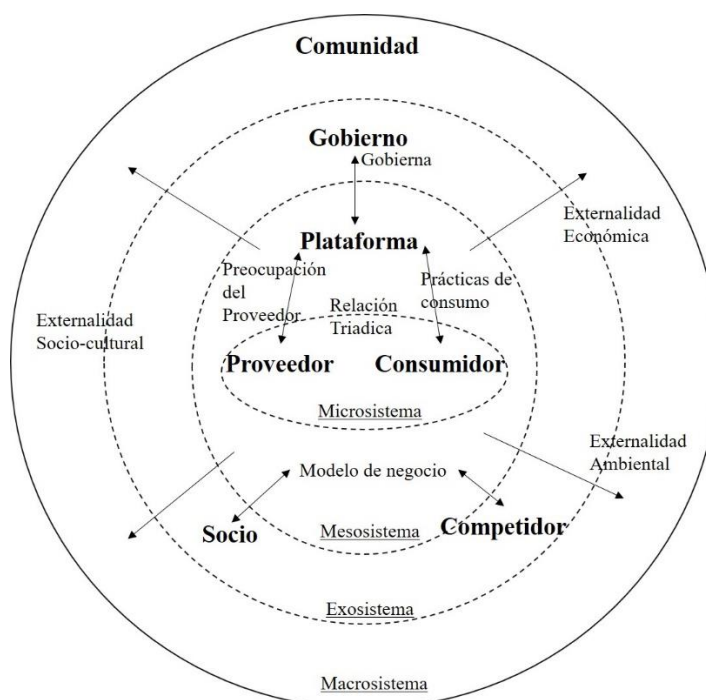 Comunidad
Gobierno
Gobierna
Plataforma
Externalidad
Económica
Preocupación
del
Proveedor
Prácticas de
consumo
Relación
Triadica
Externalidad
Socio-cultural
Proveedor
Consumidor
Microsistema
Externalidad
Ambiental
Modelo de negocio
Socio
Mesosistema
Competidor
Exosistema
Macrosistema